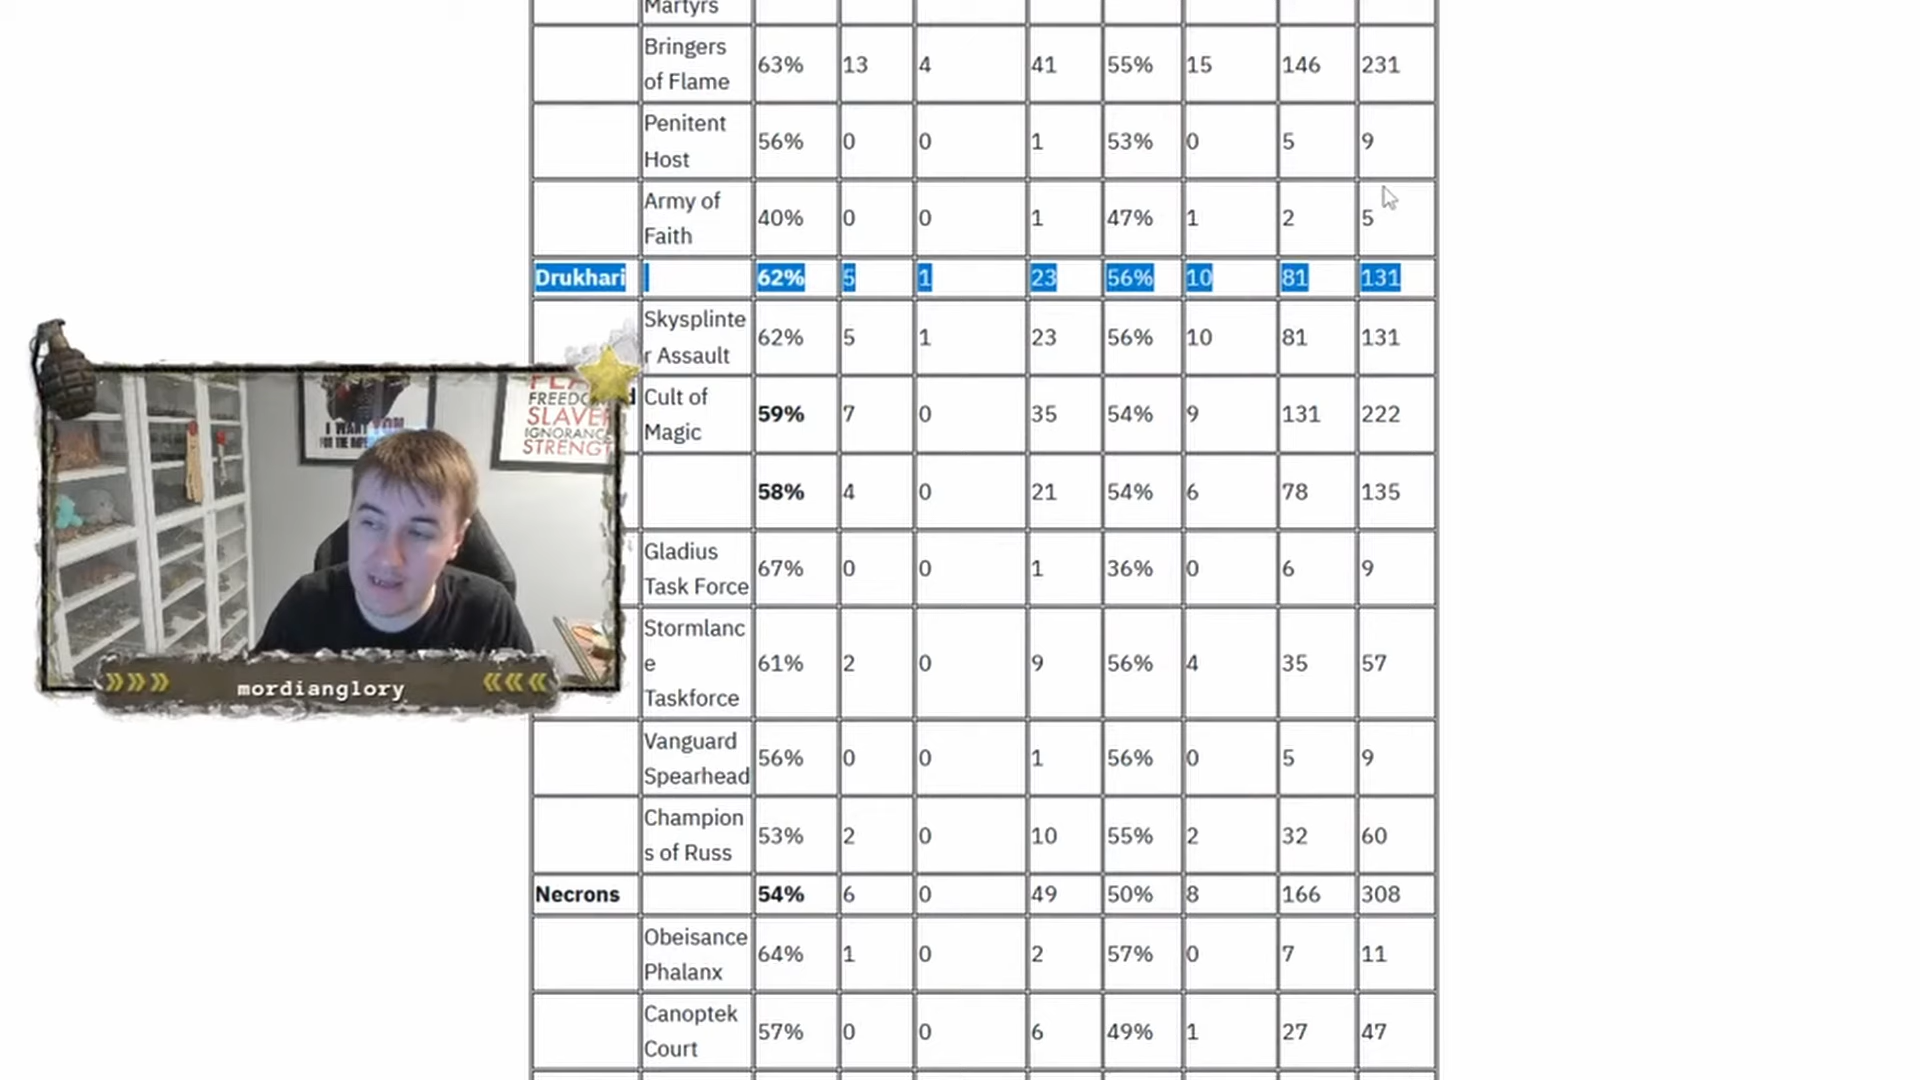 Martyrs
Bringers
of Flame
63% 13 4 41 55% 15 146 231
Penitent
Host
56% 0 0 1 53% 0 5 9
Army of
Faith
40% 0 0 1 47% 1 2 5
Drukhari 62% 5 1 23 56% 10 81 131
Skysplinte
r Assault
62% 5 1 23 56% 10 81 131
Cult of
Magic
59% 7 0 35 54% 9 131 222
58% 4 0 21 54% 6 78 135
Gladius
Task Force
67% 0 0 1 36% 0 6 9
Stormlanc
e
Taskforce
61% 2 0 9 56% 4 35 57
Vanguard
Spearhead
56% 0 0 1 56% 0 5 9
Champion
s of Russ
53% 2 0 10 55% 2 32 60
Necrons 54% 6 0 49 50% 8 166 308
Obeisance
Phalanx
64% 1 0 2 57% 0 7 11
Canoptek
Court
57% 0 0 6 49% 1 27 47
I WANT YOU
FREEDO
SLAVER
IGNORANC
STRENGT
mordianglory